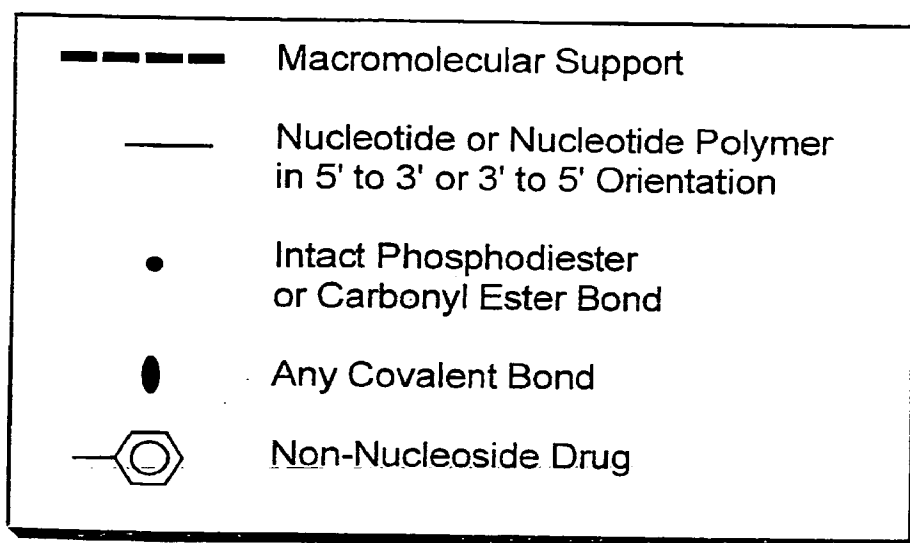 Macromolecular Support
Nucleotide or Nucleotide Polymer
in 5' to 3' or 3' to 5' Orientation
Intact Phosphodiester
or Carbonyl Ester Bond
Any Covalent Bond
Non-Nucleoside Drug